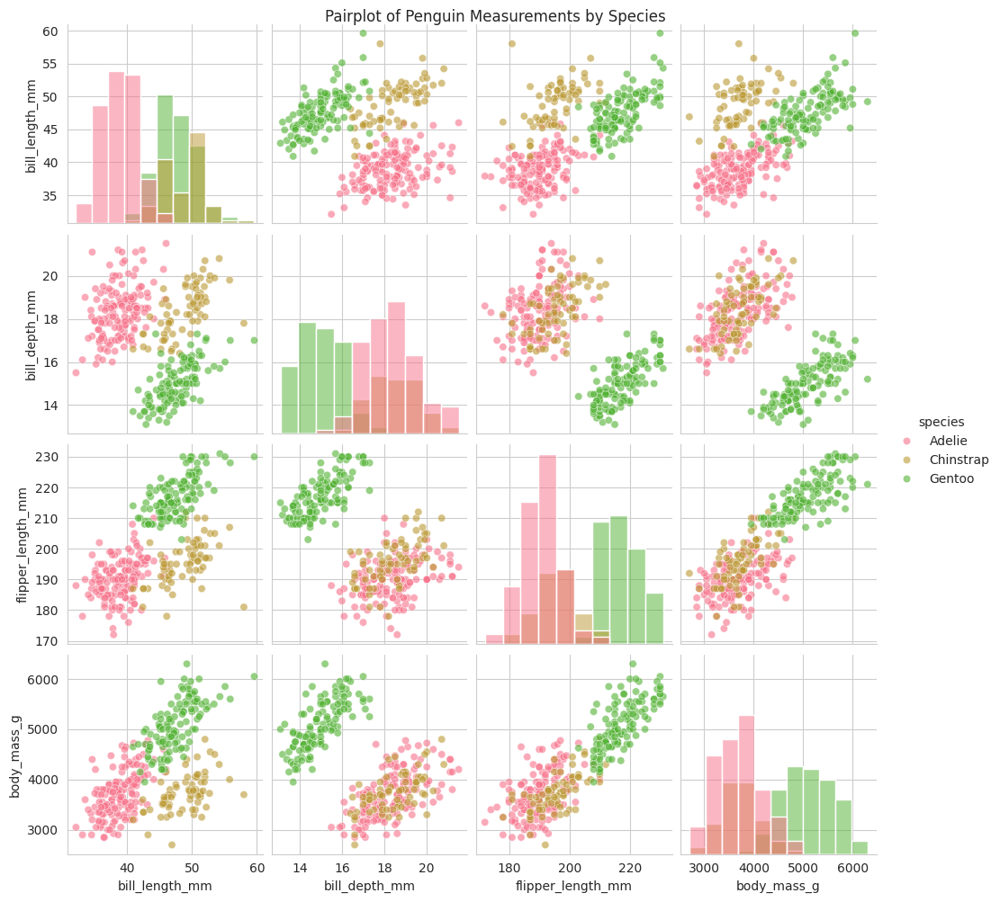 Pairplot of Penguin Measurements by Species
60
55
50
45
40
35
bill_length_mm
20
18
16
14
bill_depth_mm
230
220
210
200
190
180
170
flipper_length_mm
6000
5000
4000
3000
body_mass_g
40 50 60
bill_length_mm
14 16 18 20
bill_depth_mm
180 200 220
flipper_length_mm
3000 4000 5000 6000
body_mass_g
species
Adelie
Chinstrap
Gentoo